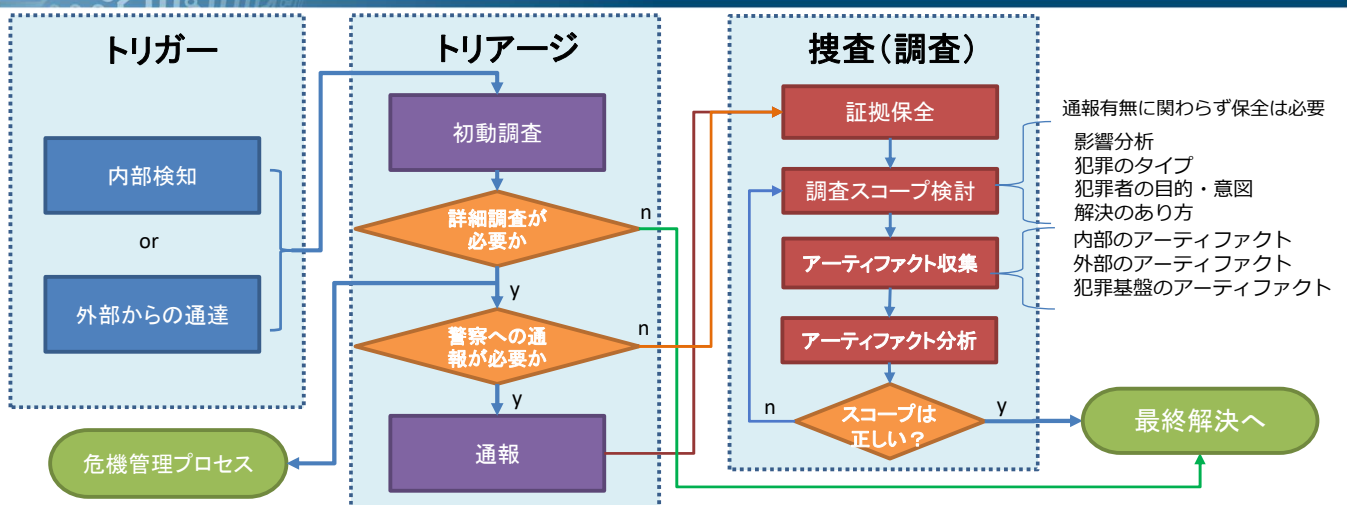 トリガー
内部検知
or
外部からの通達
危機管理プロセス
トリアージ
初動調査
詳細調査が
必要か
n
y
警察への通
報が必要か
n
y
通報
捜査(調査)
証拠保全
調査スコープ検討
アーティファクト収集
アーティファクト分析
スコープは
正しい?
n
y
通報有無に関わらず保全は必要
影響分析
犯罪のタイプ
犯罪者の目的・意図
解決のあり方
内部のアーティファクト
外部のアーティファクト
犯罪基盤のアーティファクト
最終解決へ